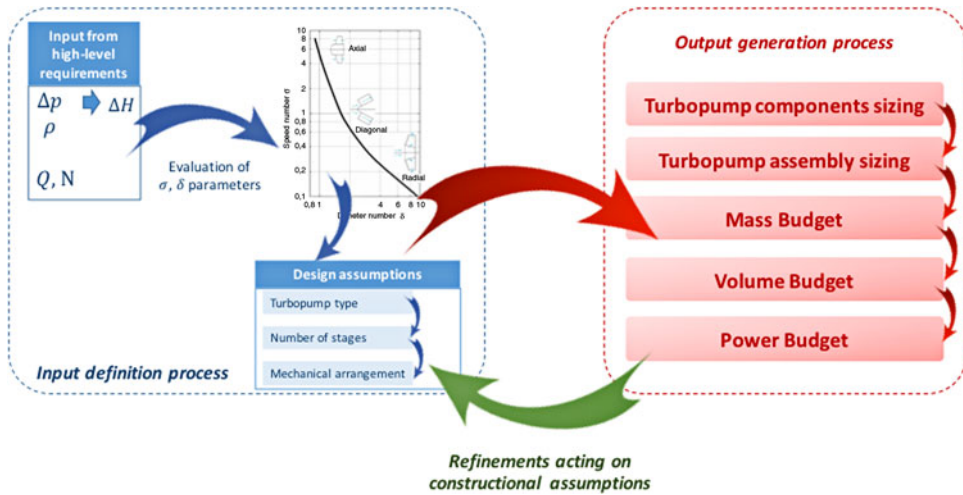 Input from
high-level
requirements
Δp ΔH
ρ
Q, N
Evaluation of
σ, δ parameters
Speed number σ
10
8
6
4
2
1
0,8
0,6
0,4
0,2
0,1
0,8 1 2 4 6 8 10
Axial
Diagonal
Radial
Design assumptions
Turbopump type
Number of stages
Mechanical arrangement
Input definition process
Output generation process
Turbopump components sizing
Turbopump assembly sizing
Mass Budget
Volume Budget
Power Budget
Refinements acting on
constructional assumptions